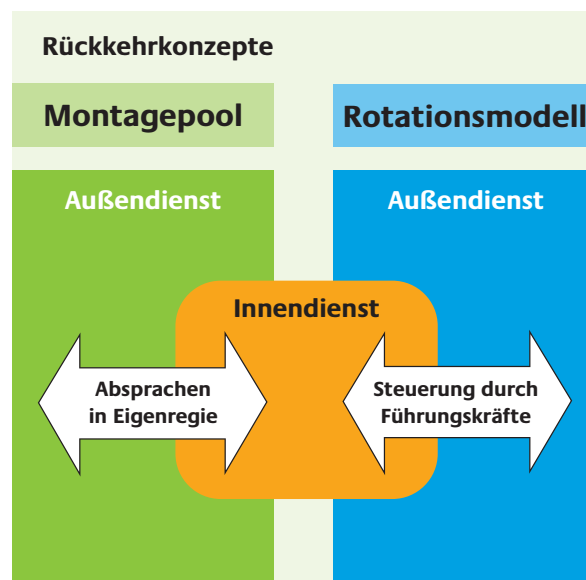 Rückkehrkonzepte
Montagepool
Rotationsmodell
Außendienst
Außendienst
Innendienst
Absprachen
in Eigenregie
Steuerung durch
Führungskräfte